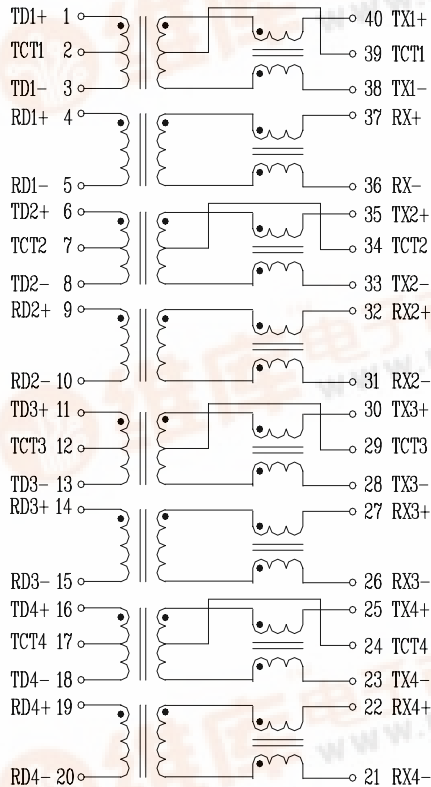 TD1+ 1 40 TX1+
TCT1 2 39 TCT1
TD1- 3 38 TX1-
RD1+ 4 37 RX+
RD1- 5 36 RX-
TD2+ 6 35 TX2+
TCT2 7 34 TCT2
TD2- 8 33 TX2-
RD2+ 9 32 RX2+
RD2- 10 31 RX2-
TD3+ 11 30 TX3+
TCT3 12 29 TCT3
TD3- 13 28 TX3-
RD3+ 14 27 RX3+
RD3- 15 26 RX3-
TD4+ 16 25 TX4+
TCT4 17 24 TCT4
TD4- 18 23 TX4-
RD4+ 19 22 RX4+
RD4- 20 21 RX4-